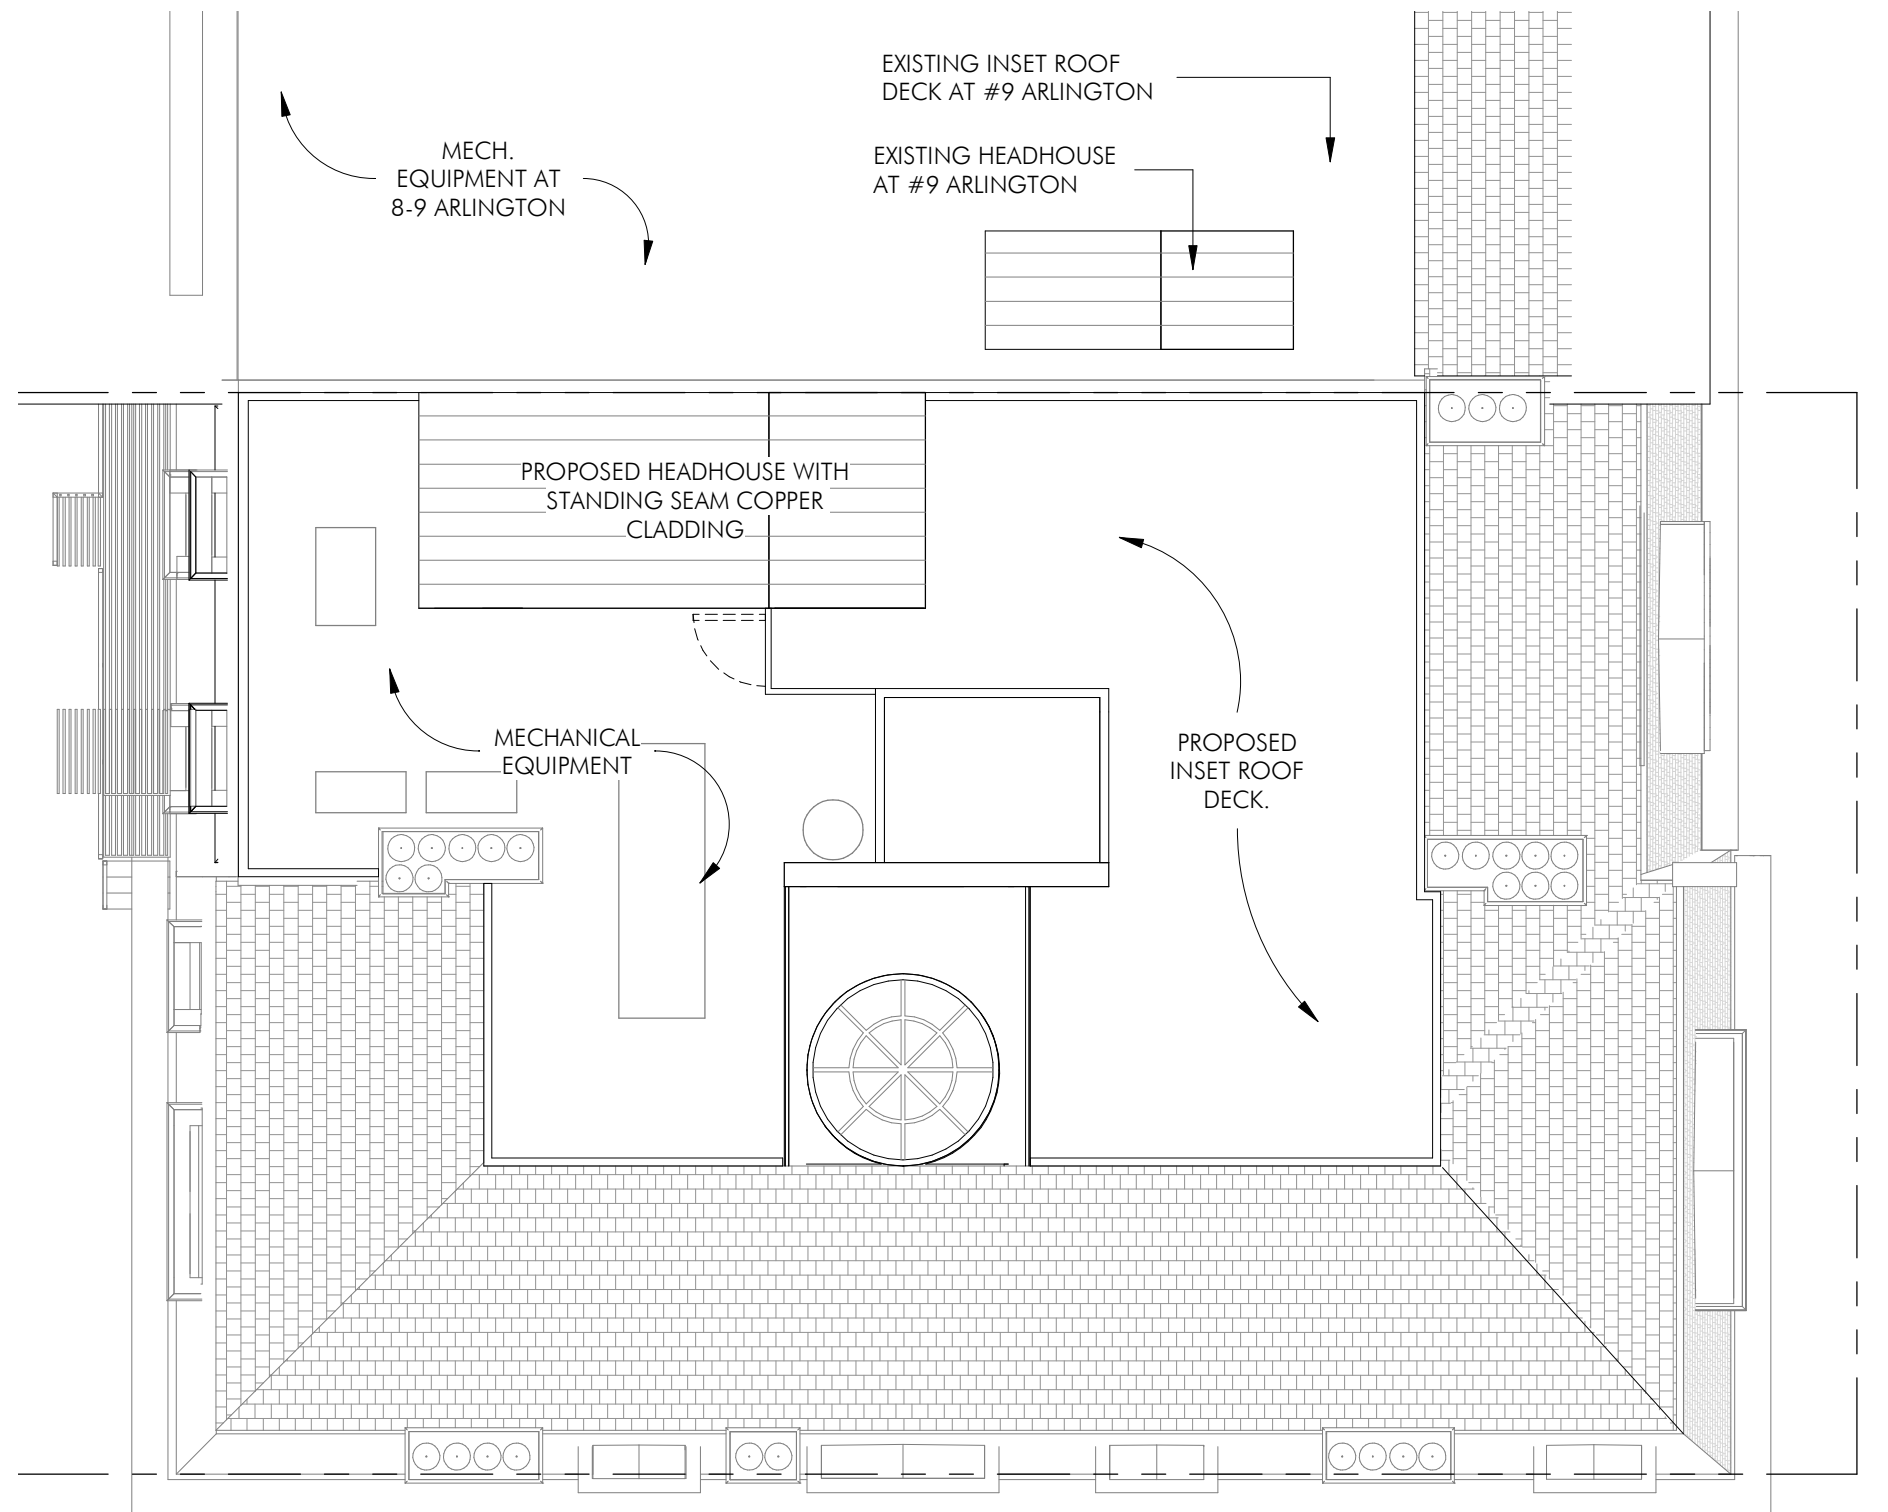 EXISTING INSET ROOF
DECK AT #9 ARLINGTON
MECH.
EQUIPMENT AT
8-9 ARLINGTON
EXISTING HEADHOUSE
AT #9 ARLINGTON
PROPOSED HEADHOUSE WITH
STANDING SEAM COPPER
CLADDING
MECHANICAL
EQUIPMENT
PROPOSED
INSET ROOF
DECK.